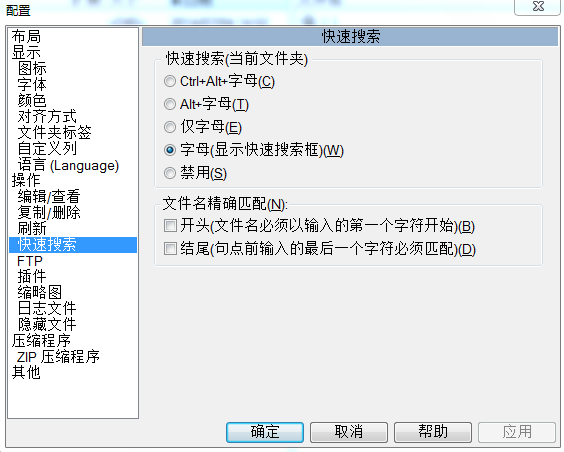 配置
布局
显示
图标
字体
颜色
对齐方式
文件夹标签
自定义列
语言 (Language)
操作
编辑/查看
复制/删除
刷新
快速搜索
FTP
插件
缩略图
日志文件
隐藏文件
压缩程序
ZIP 压缩程序
其他
快速搜索
快速搜索(当前文件夹)
Ctrl+Alt+字母(C)
Alt+字母(T)
仅字母(E)
字母(显示快速搜索框)(W)
禁用(S)
文件名精确匹配(N):
开头(文件名必须以输入的第一个字符开始)(B)
结尾(句点前输入的最后一个字符必须匹配)(D)
确定
取消
帮助
应用